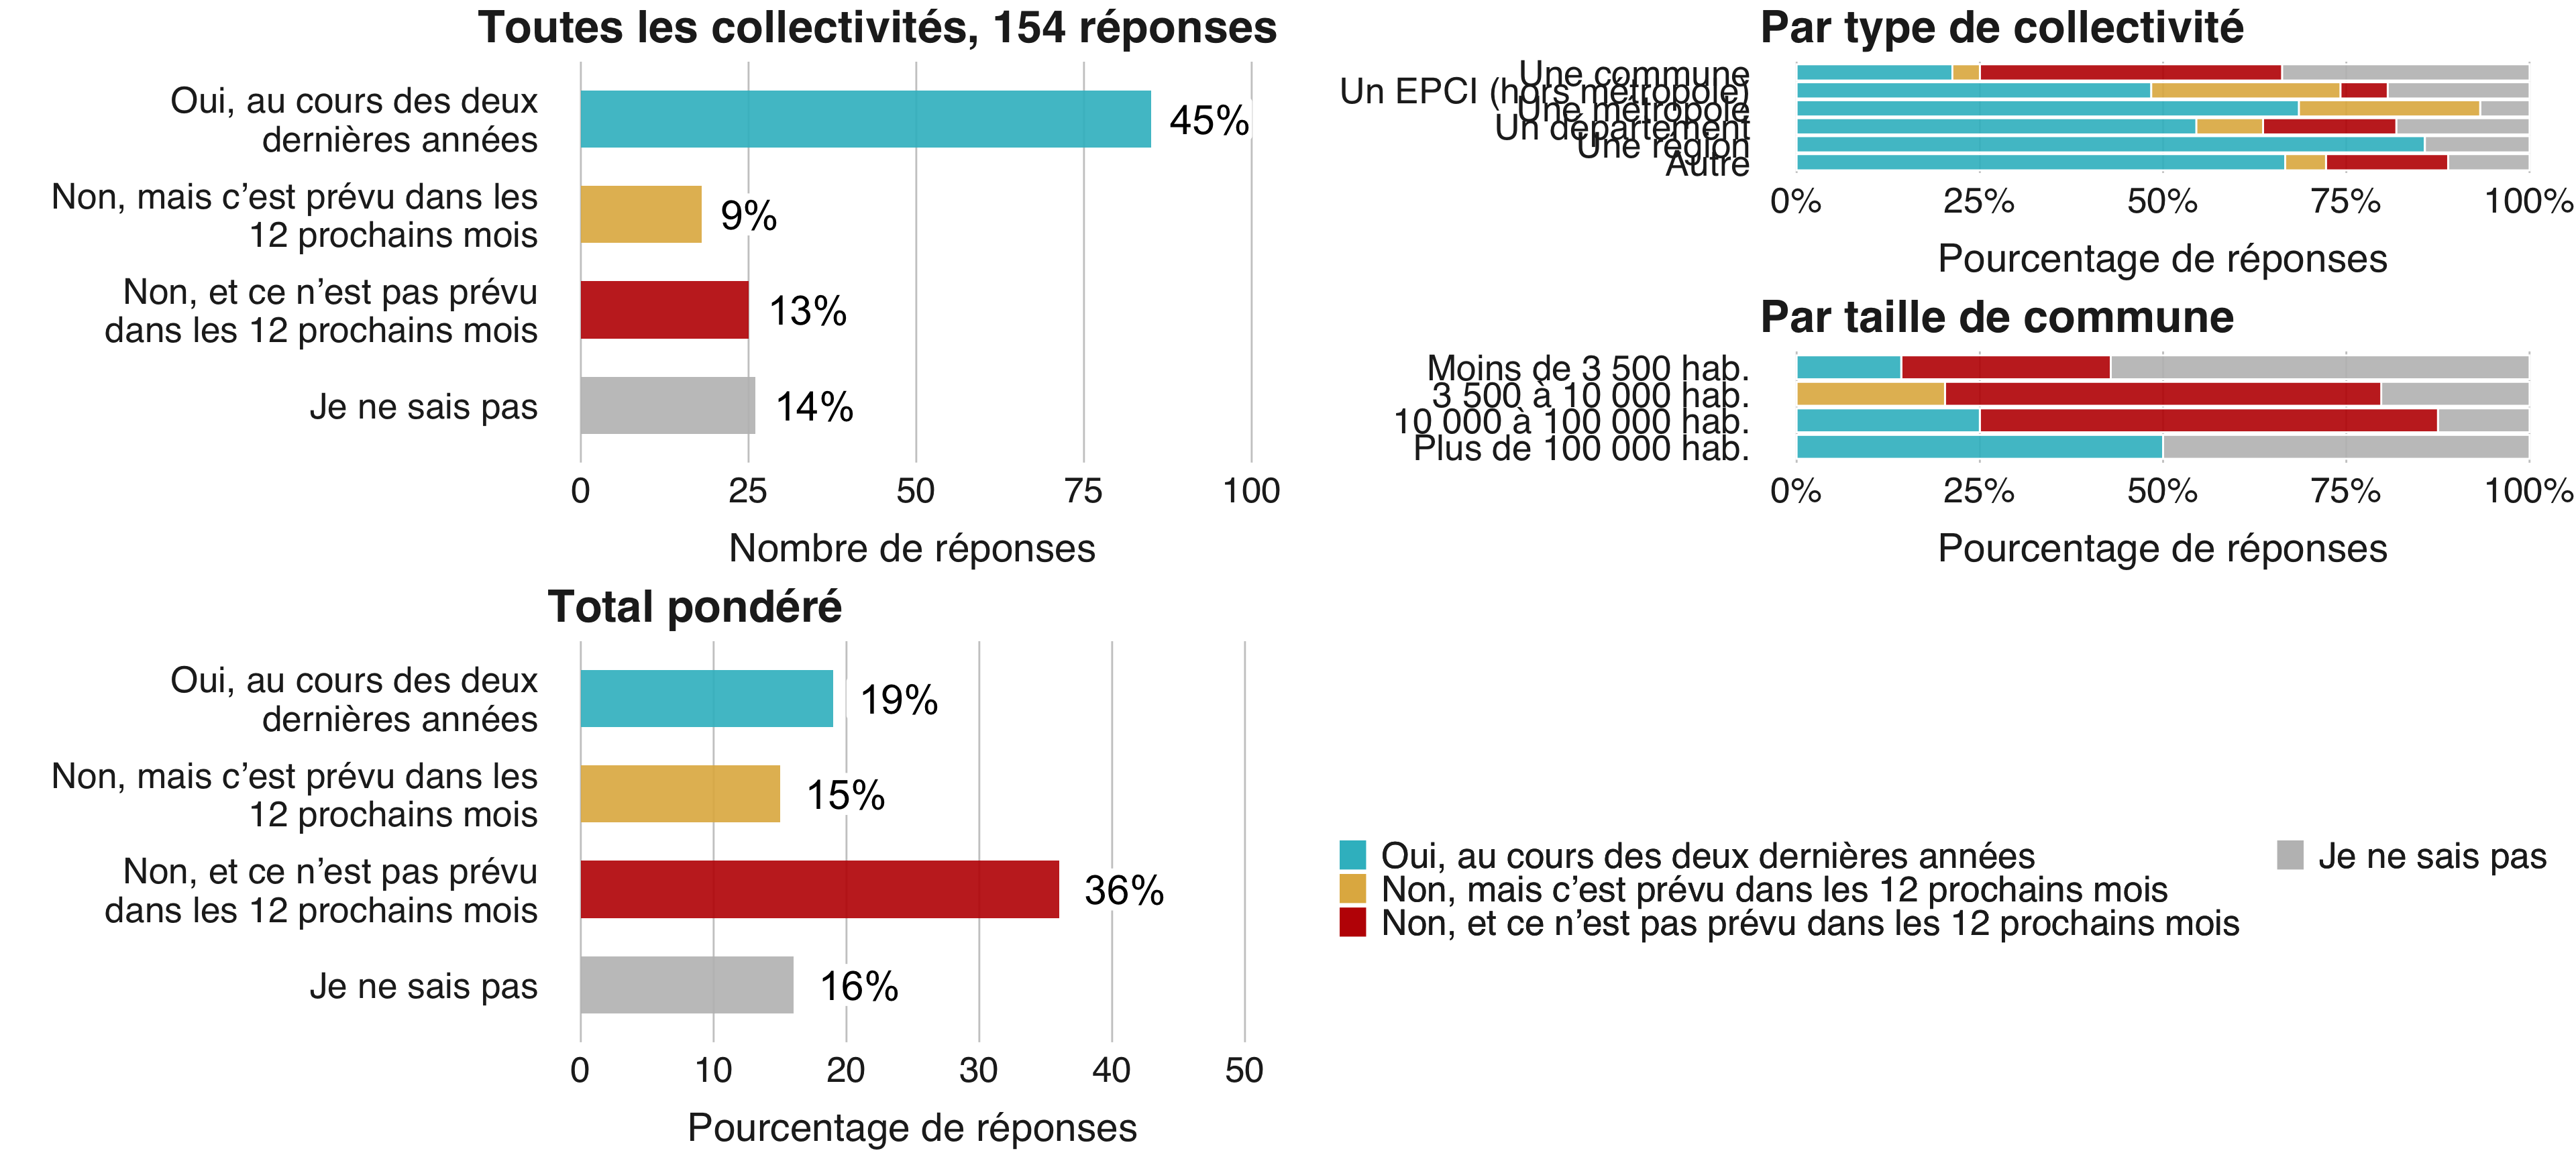 Toutes les collectivités, 154 réponses
Oui, au cours des deux
dernières années
45%
Non, mais c’est prévu dans les
12 prochains mois
9%
Non, et ce n’est pas prévu
dans les 12 prochains mois
13%
Je ne sais pas
14%
0 25 50 75 100
Nombre de réponses
Total pondéré
Oui, au cours des deux
dernières années
19%
Non, mais c’est prévu dans les
12 prochains mois
15%
Non, et ce n’est pas prévu
dans les 12 prochains mois
36%
Je ne sais pas
16%
0 10 20 30 40 50
Pourcentage de réponses
Par type de collectivité
Une commune
Un EPCI (hors métropole)
Une métropole
Un département
Une région
Autre
0% 25% 50% 75% 100%
Pourcentage de réponses
Par taille de commune
Moins de 3 500 hab.
3 500 à 10 000 hab.
10 000 à 100 000 hab.
Plus de 100 000 hab.
0% 25% 50% 75% 100%
Pourcentage de réponses
Oui, au cours des deux dernières années
Non, mais c’est prévu dans les 12 prochains mois
Non, et ce n’est pas prévu dans les 12 prochains mois
Je ne sais pas